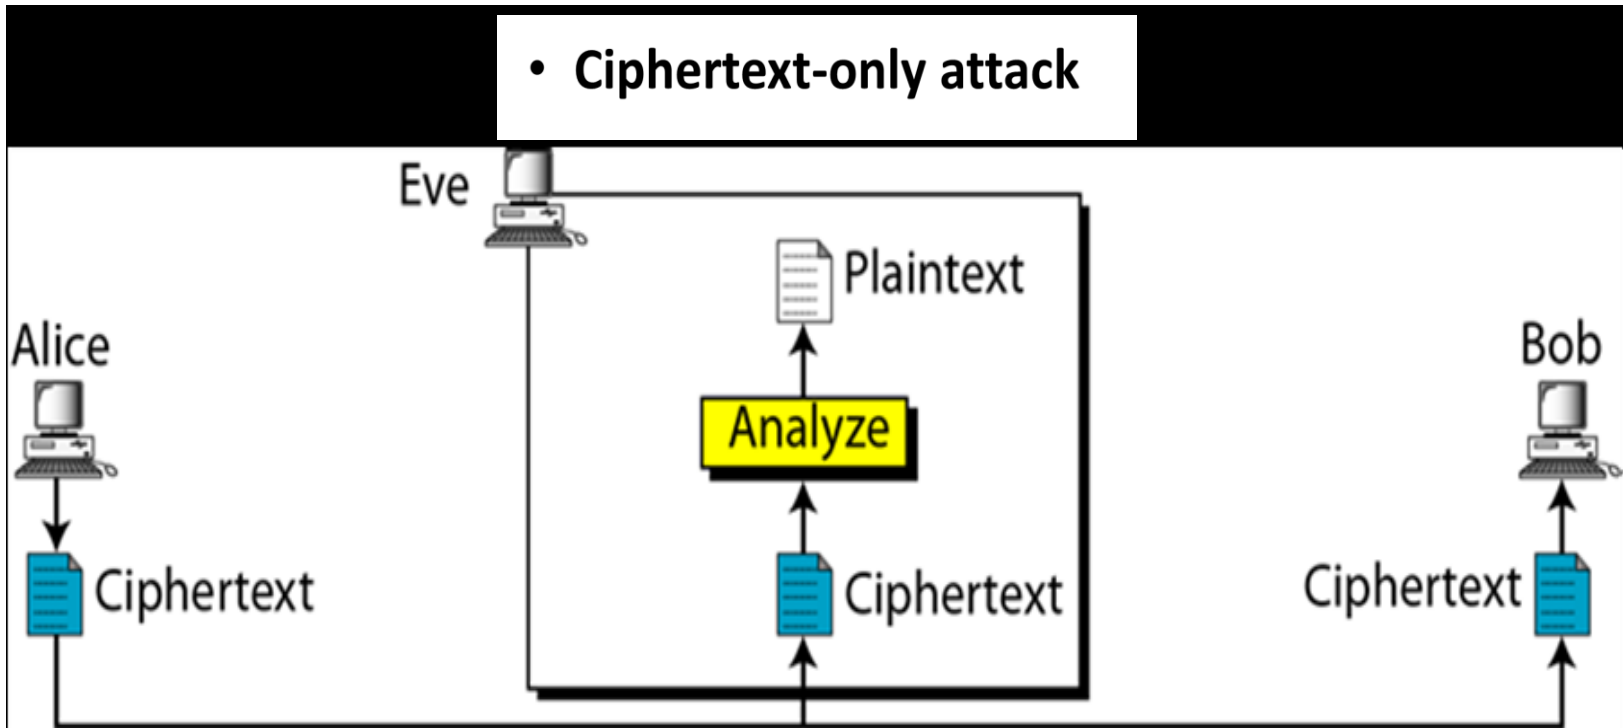 • Ciphertext-only attack
Eve
Plaintext
Alice
Bob
Analyze
Ciphertext
Ciphertext
Ciphertext